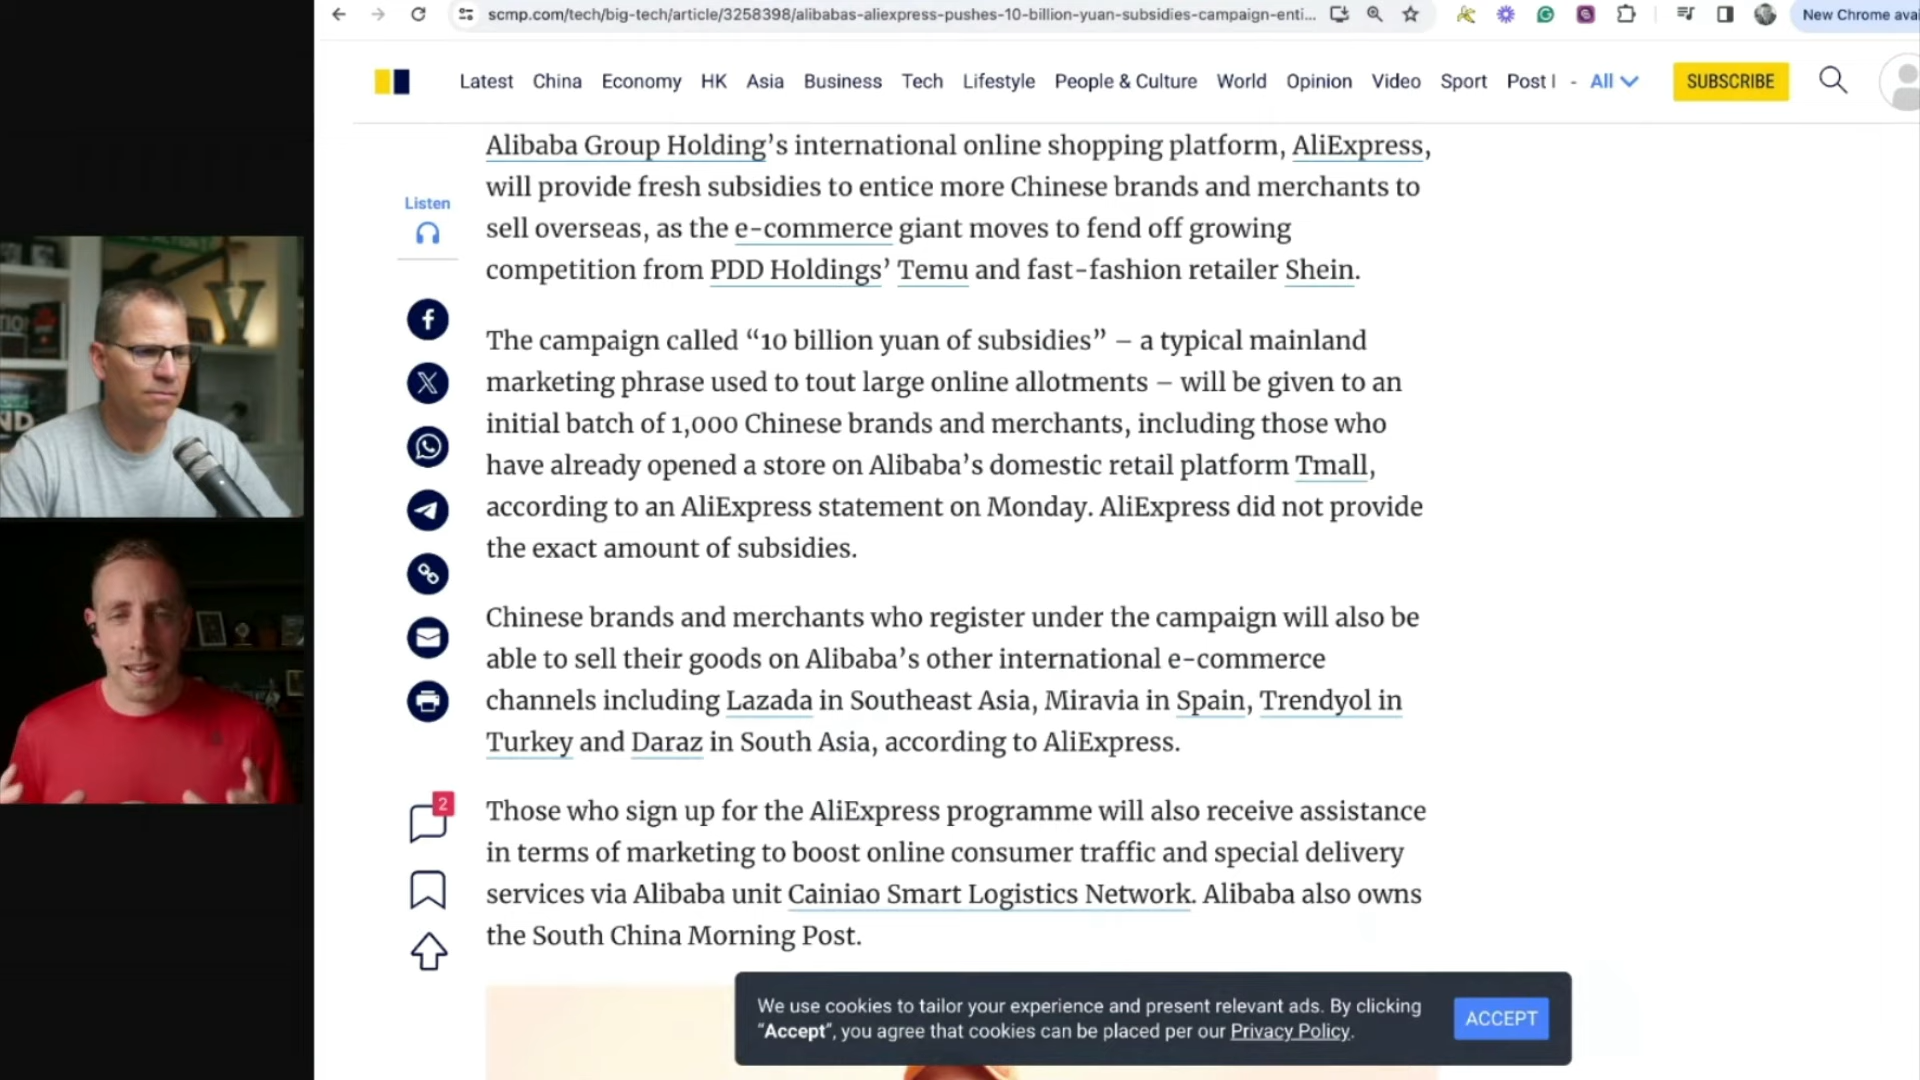 scmp.com/tech/big-tech/article/3258398/alibabas-aliexpress-pushes-10-billion-yuan-subsidies-campaign-enti...
New Chrome avai
Latest China Economy HK Asia Business Tech Lifestyle People & Culture World Opinion Video Sport Post I - All
SUBSCRIBE
Alibaba Group Holding’s international online shopping platform, AliExpress,
will provide fresh subsidies to entice more Chinese brands and merchants to
sell overseas, as the e-commerce giant moves to fend off growing
competition from PDD Holdings’ Temu and fast-fashion retailer Shein.
Listen
The campaign called “10 billion yuan of subsidies” – a typical mainland
marketing phrase used to tout large online allotments – will be given to an
initial batch of 1,000 Chinese brands and merchants, including those who
have already opened a store on Alibaba’s domestic retail platform Tmall,
according to an AliExpress statement on Monday. AliExpress did not provide
the exact amount of subsidies.
Chinese brands and merchants who register under the campaign will also be
able to sell their goods on Alibaba’s other international e-commerce
channels including Lazada in Southeast Asia, Miravia in Spain, Trendyol in
Turkey and Daraz in South Asia, according to AliExpress.
2
Those who sign up for the AliExpress programme will also receive assistance
in terms of marketing to boost online consumer traffic and special delivery
services via Alibaba unit Cainiao Smart Logistics Network. Alibaba also owns
the South China Morning Post.
We use cookies to tailor your experience and present relevant ads. By clicking
“Accept”, you agree that cookies can be placed per our Privacy Policy.
ACCEPT